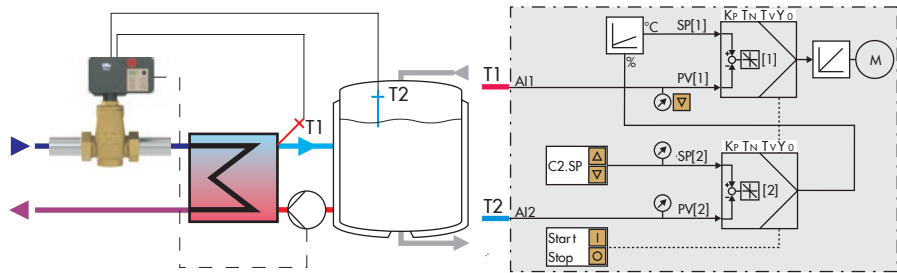 T1
T2
T1
AI1
T2
AI2
°C
%
SP[1]
PV[1]
KP TN TV Y0
[1]
M
C2.SP
SP[2]
PV[2]
KP TN TV Y0
[2]
Start
I
Stop
O